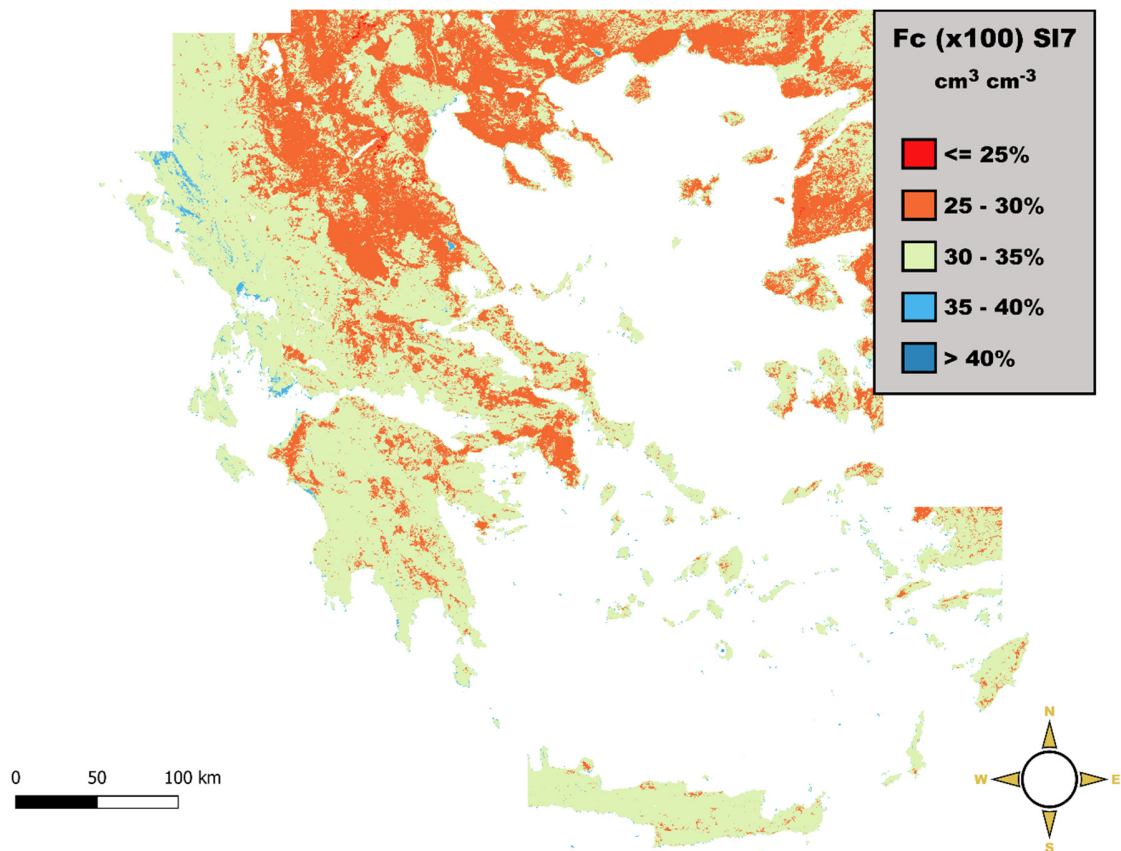 Fc (x100) SI7
cm³ cm⁻³
<= 25%
25 - 30%
30 - 35%
35 - 40%
> 40%
N
W E
S
0 50 100 km